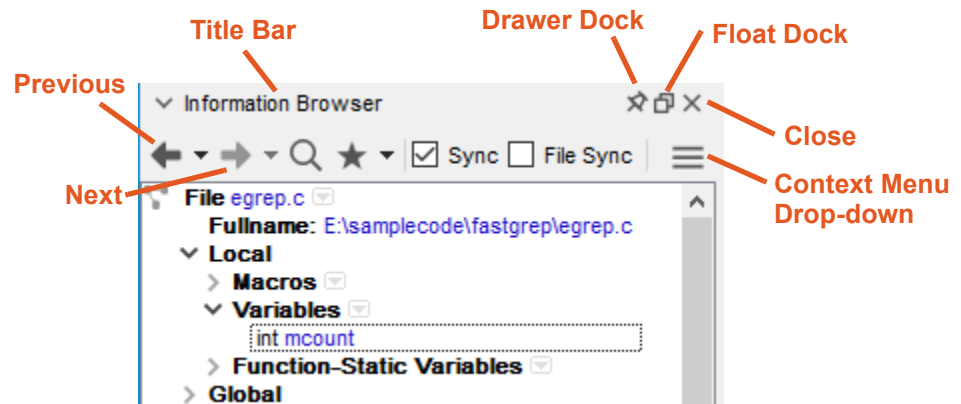 Title Bar
Drawer Dock
Float Dock
Previous
Information Browser
Close
Sync File Sync
Next
Context Menu
Drop-down
File egrep.c
Fullname: E:\samplecode\fastgrep\egrep.c
Local
Macros
Variables
int mcount
Function-Static Variables
Global